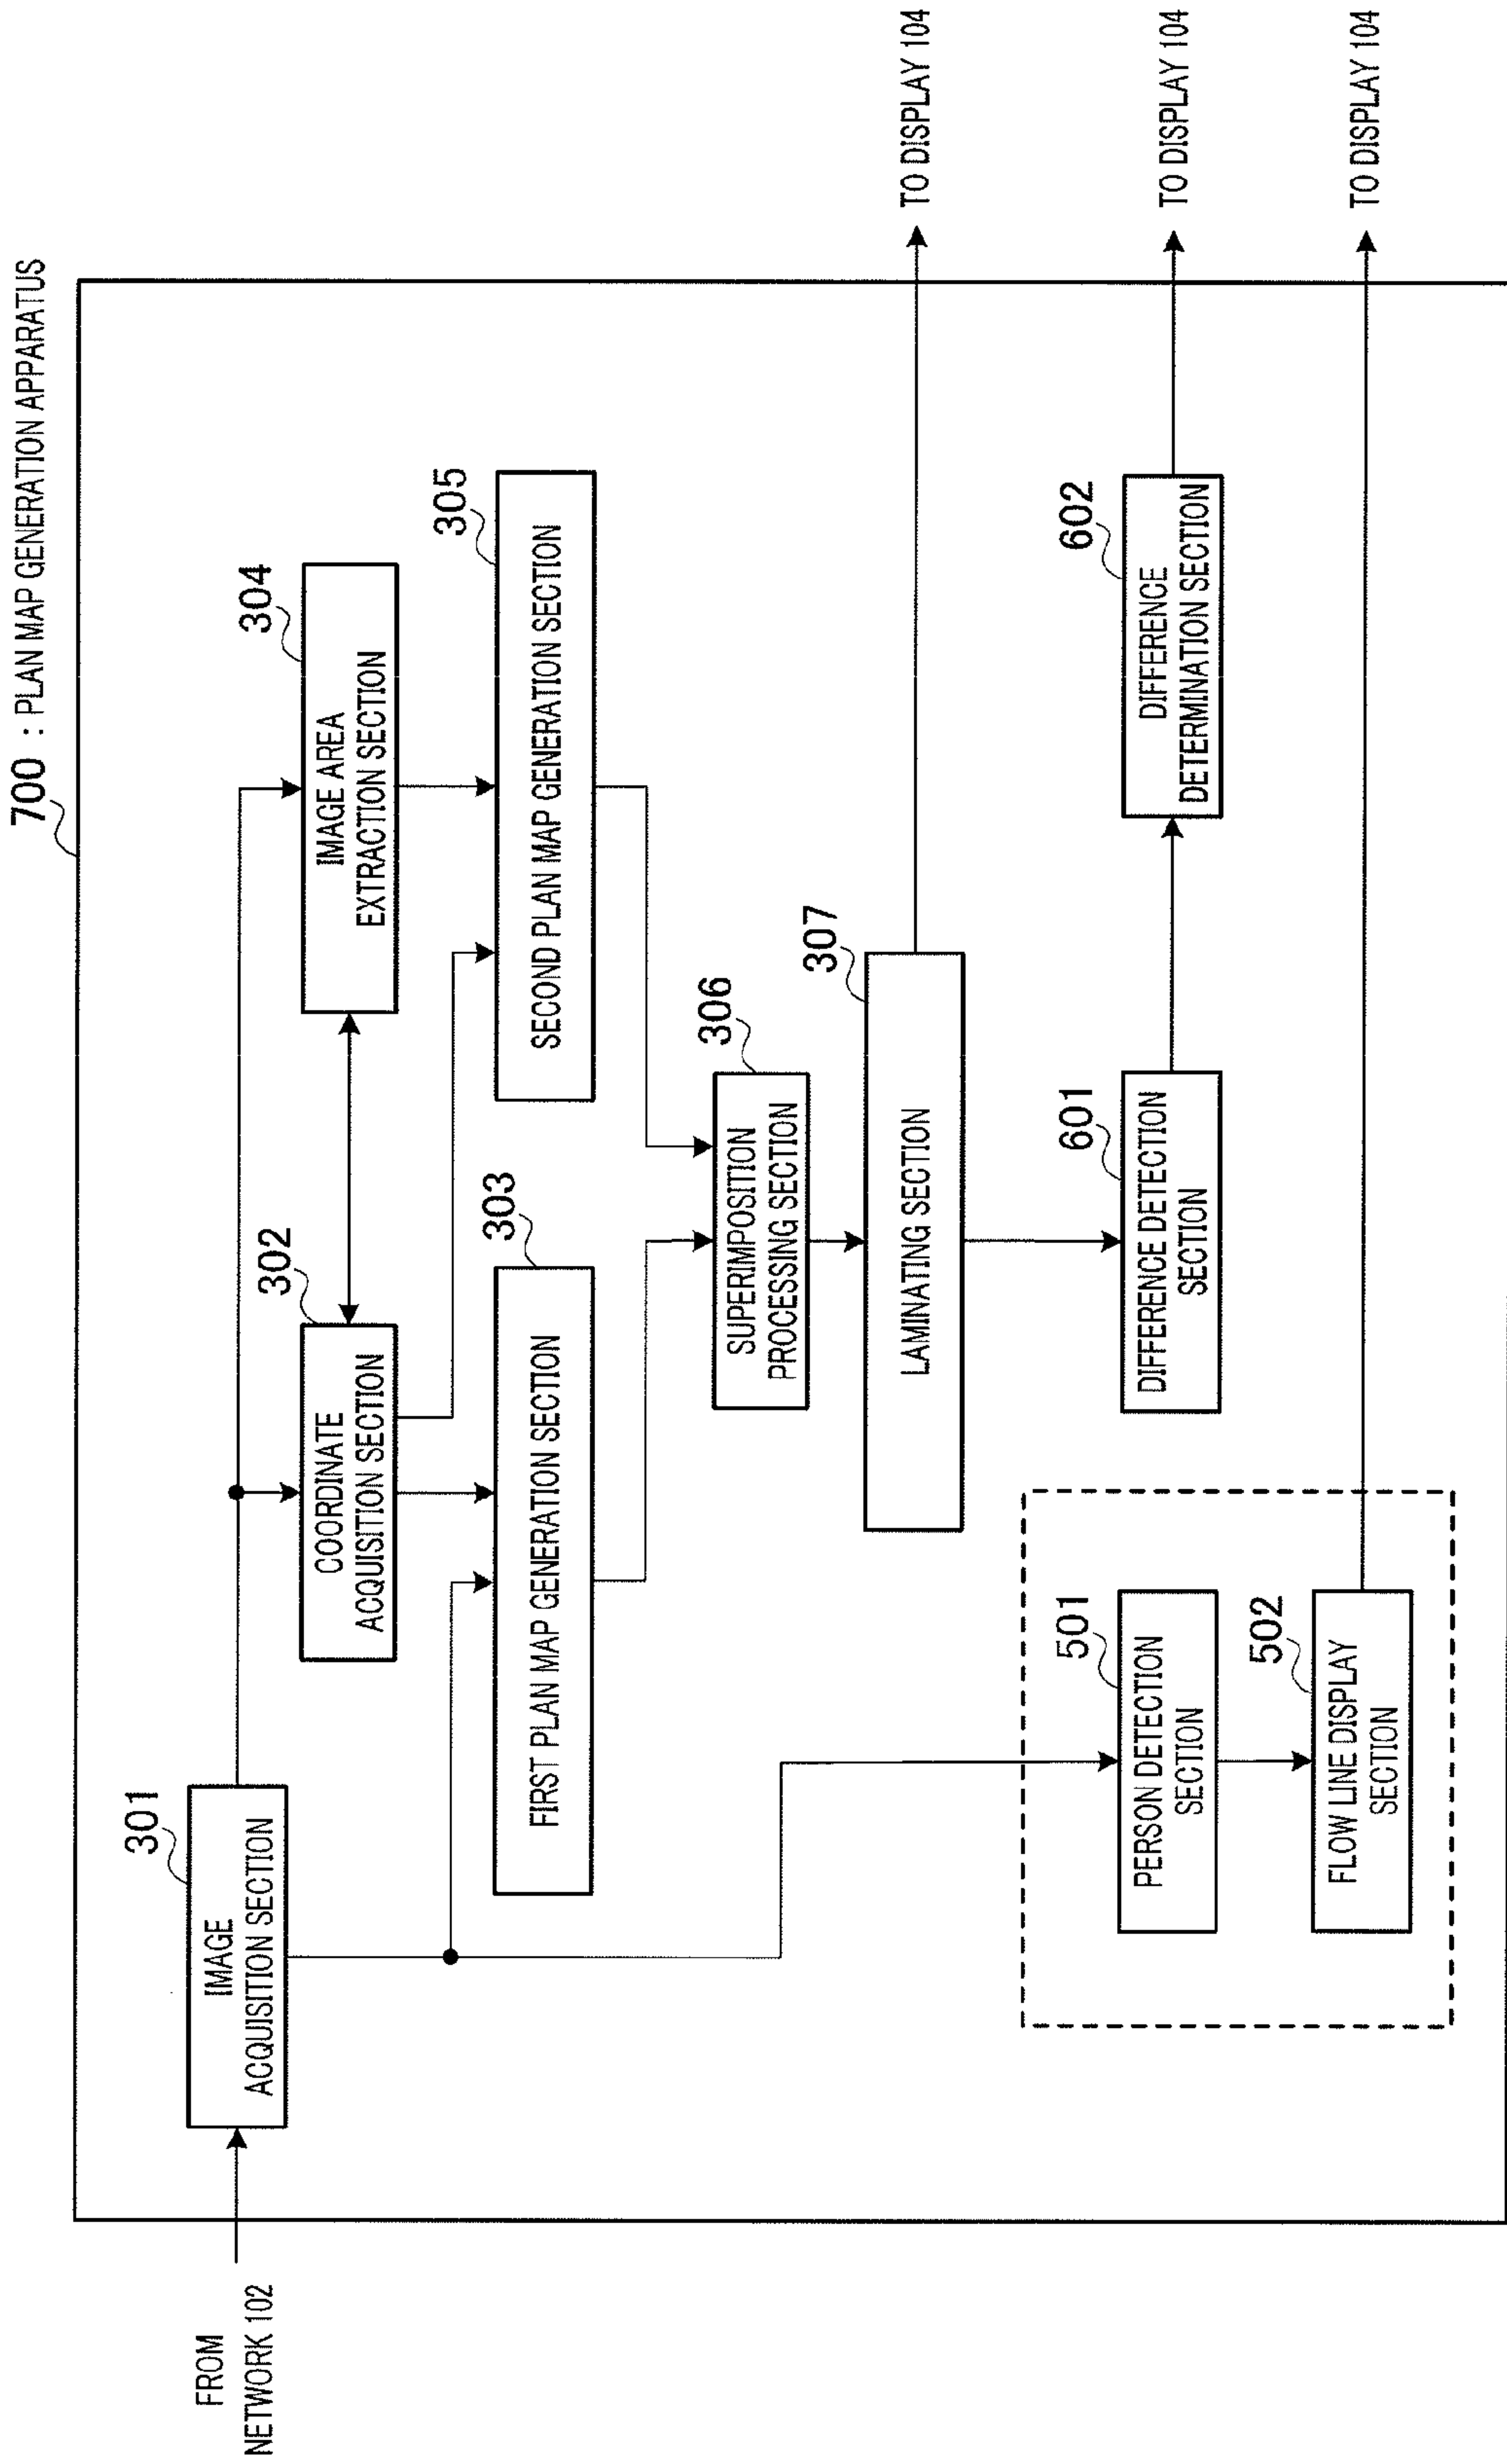 700 : PLAN MAP GENERATION APPARATUS
FROM
NETWORK 102
301
IMAGE
ACQUISITION SECTION
302
COORDINATE
ACQUISITION SECTION
304
IMAGE AREA
EXTRACTION SECTION
303
FIRST PLAN MAP GENERATION SECTION
305
SECOND PLAN MAP GENERATION SECTION
306
SUPERIMPOSITION
PROCESSING SECTION
307
LAMINATING SECTION
TO DISPLAY 104
501
PERSON DETECTION
SECTION
601
DIFFERENCE DETECTION
SECTION
602
DIFFERENCE
DETERMINATION SECTION
TO DISPLAY 104
502
FLOW LINE DISPLAY
SECTION
TO DISPLAY 104